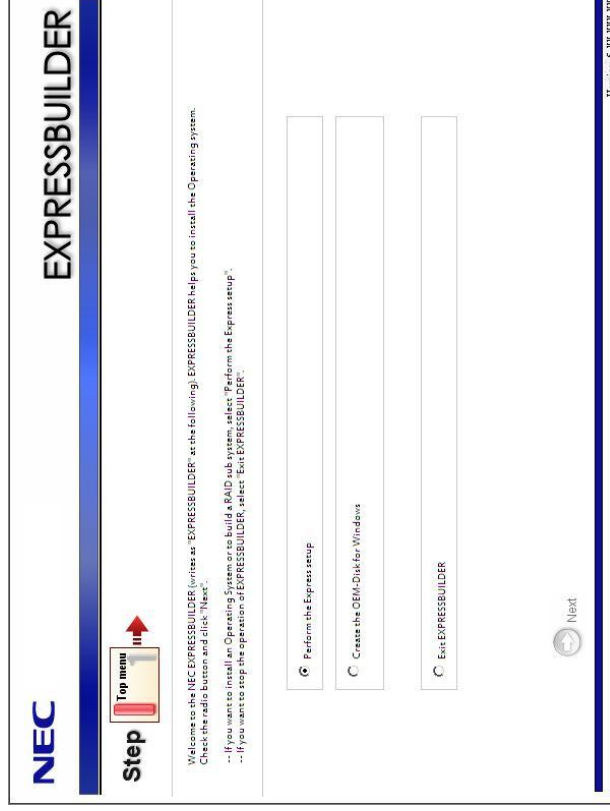 NEC
EXPRESSBUILDER
Step
Top menu
1
Welcome to the NEC EXPRESSBUILDER (writes as "EXPRESSBUILDER" at the following). EXPRESSBUILDER helps you to install the Operating system.
Check the radio button and click "Next".
-- If you want to install an Operating System or to build a RAID sub system, select "Perform the Express setup".
-- If you want to stop the operation of EXPRESSBUILDER, select "Exit EXPRESSBUILDER".
Perform the Express setup
Create the OEM-Disk for Windows
Exit EXPRESSBUILDER
Next